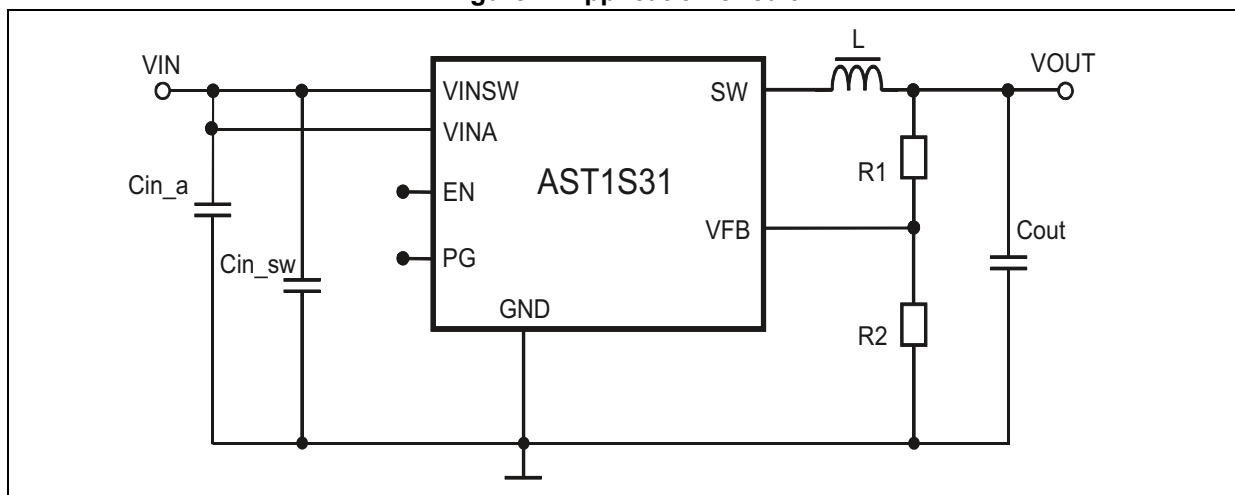 VIN
VINSW
VINA
EN
PG
GND
AST1S31
SW
VFB
L
VOUT
R1
R2
Cout
Cin_a
Cin_sw